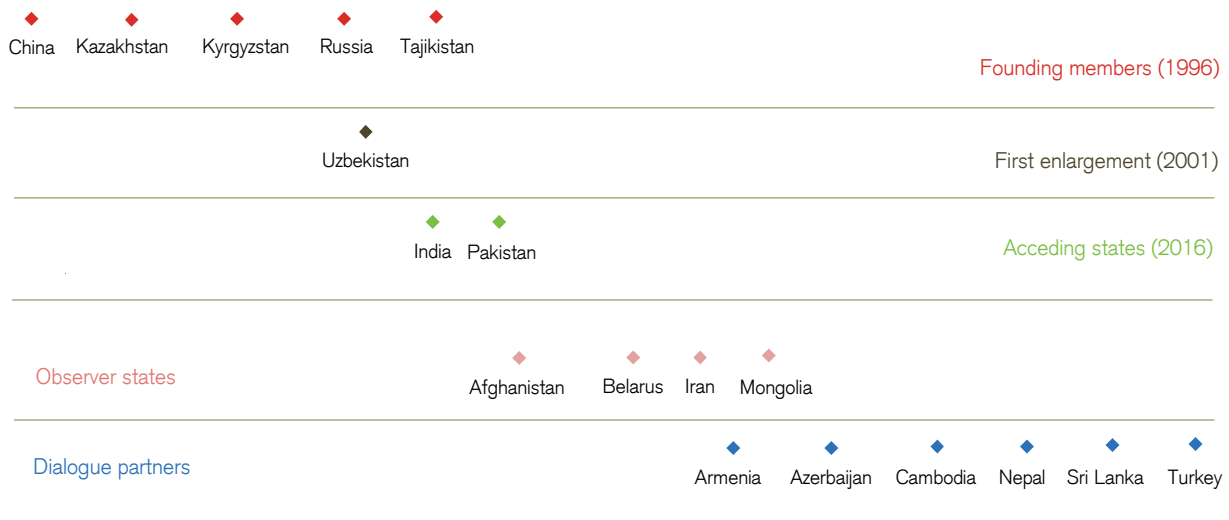 China Kazakhstan Kyrgyzstan Russia Tajikistan
Founding members (1996)
Uzbekistan
First enlargement (2001)
India Pakistan
Acceding states (2016)
Observer states
Afghanistan Belarus Iran Mongolia
Dialogue partners
Armenia Azerbaijan Cambodia Nepal Sri Lanka Turkey